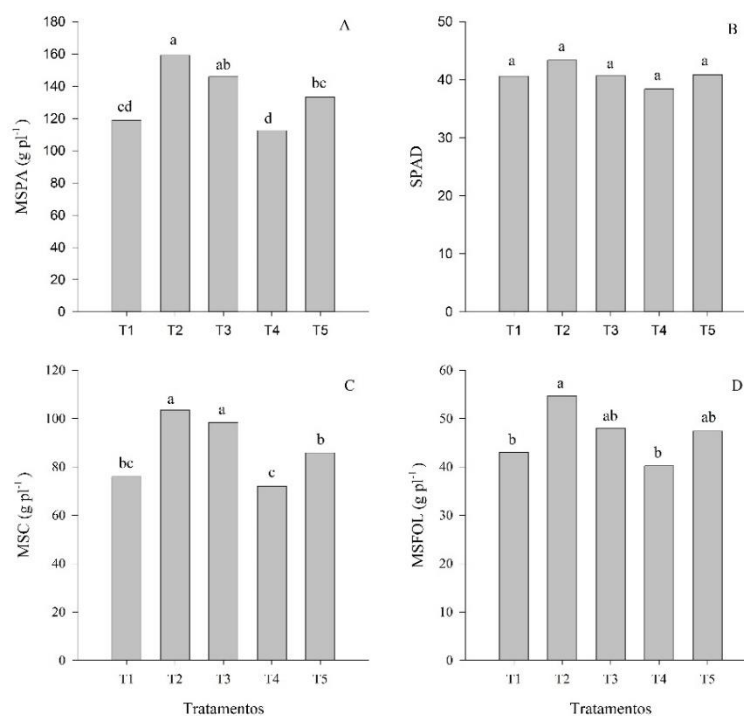 A
MSPA (g pl⁻¹)
180
160
140
120
100
80
60
40
20
0
cd
a
ab
d
bc
T1 T2 T3 T4 T5
B
SPAD
50
40
30
20
10
0
a
a
a
a
a
T1 T2 T3 T4 T5
C
MSC (g pl⁻¹)
120
100
80
60
40
20
0
bc
a
a
c
b
T1 T2 T3 T4 T5
Tratamentos
D
MSFOL (g pl⁻¹)
60
50
40
30
20
10
0
b
a
ab
b
ab
T1 T2 T3 T4 T5
Tratamentos